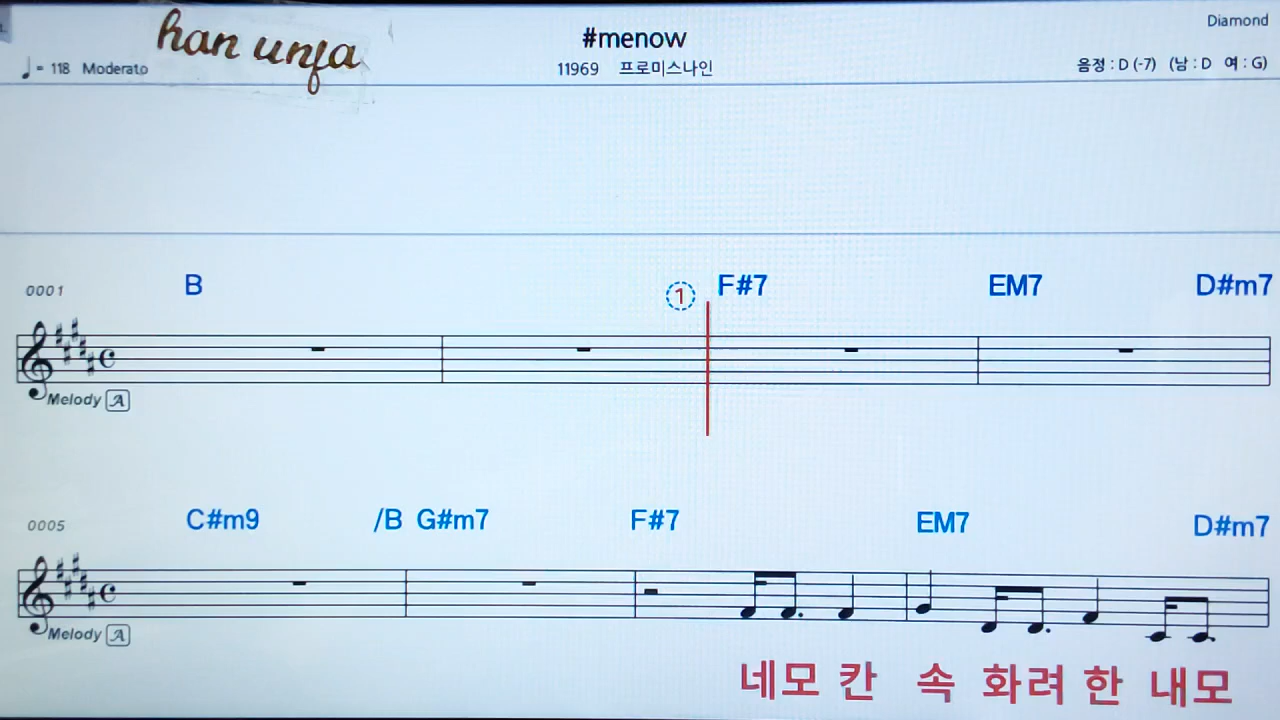 han unja
#menow
Diamond
♩= 118 Moderato
11969 프로미스나인
음정 : D (-7) (남 : D 여 : G)
0001 B ① F#7 EM7 D#m7
Melody A
0005 C#m9 /B G#m7 F#7 EM7 D#m7
Melody A
네모 칸 속 화려 한 내모